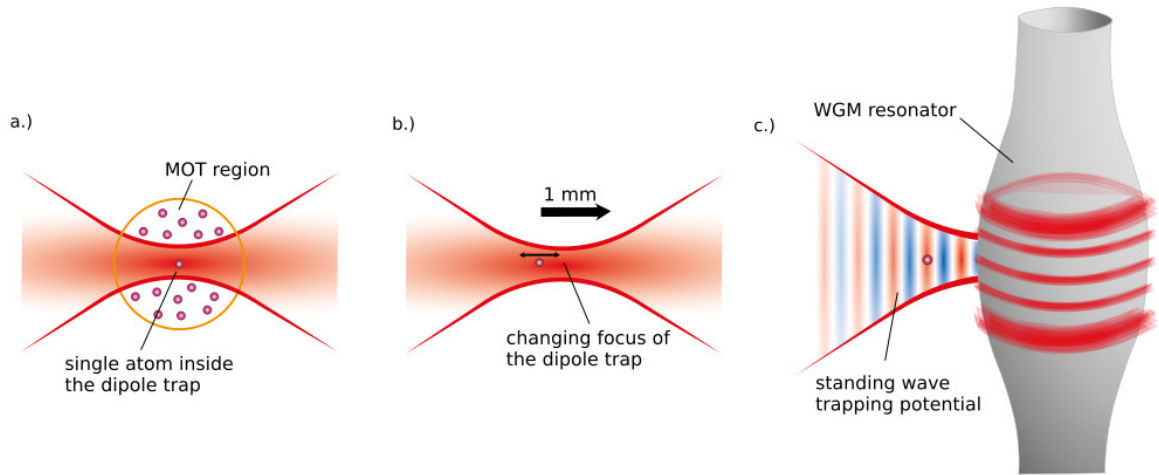 a.)
MOT region
single atom inside
the dipole trap
b.)
1 mm
changing focus of
the dipole trap
c.)
WGM resonator
standing wave
trapping potential